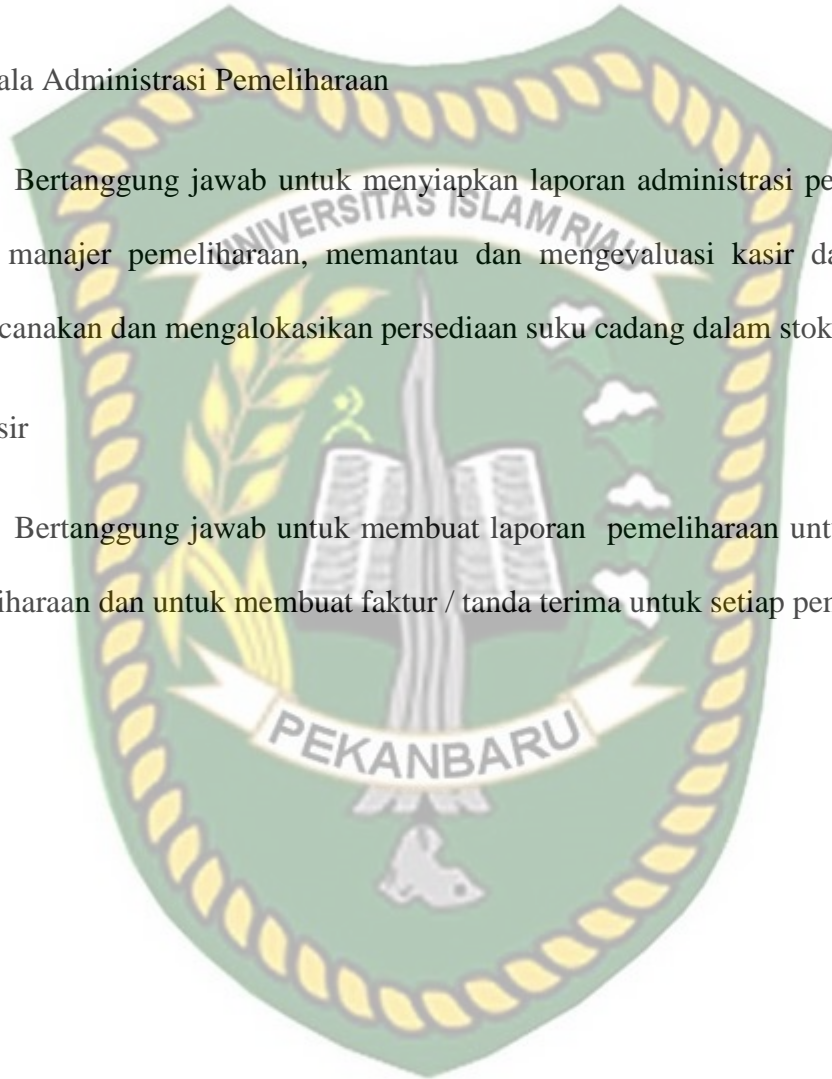 ala Administrasi Pemeliharaan
Bertanggung jawab untuk menyiapkan laporan administrasi pe
UNIVERSITAS ISLAM RIAU
manajer pemeliharaan, memantau dan mengevaluasi kasir da
canakan dan mengalokasikan persediaan suku cadang dalam stok
sir
Bertanggung jawab untuk membuat laporan pemeliharaan unt
iharaan dan untuk membuat faktur / tanda terima untuk setiap pen
PEKANBARU